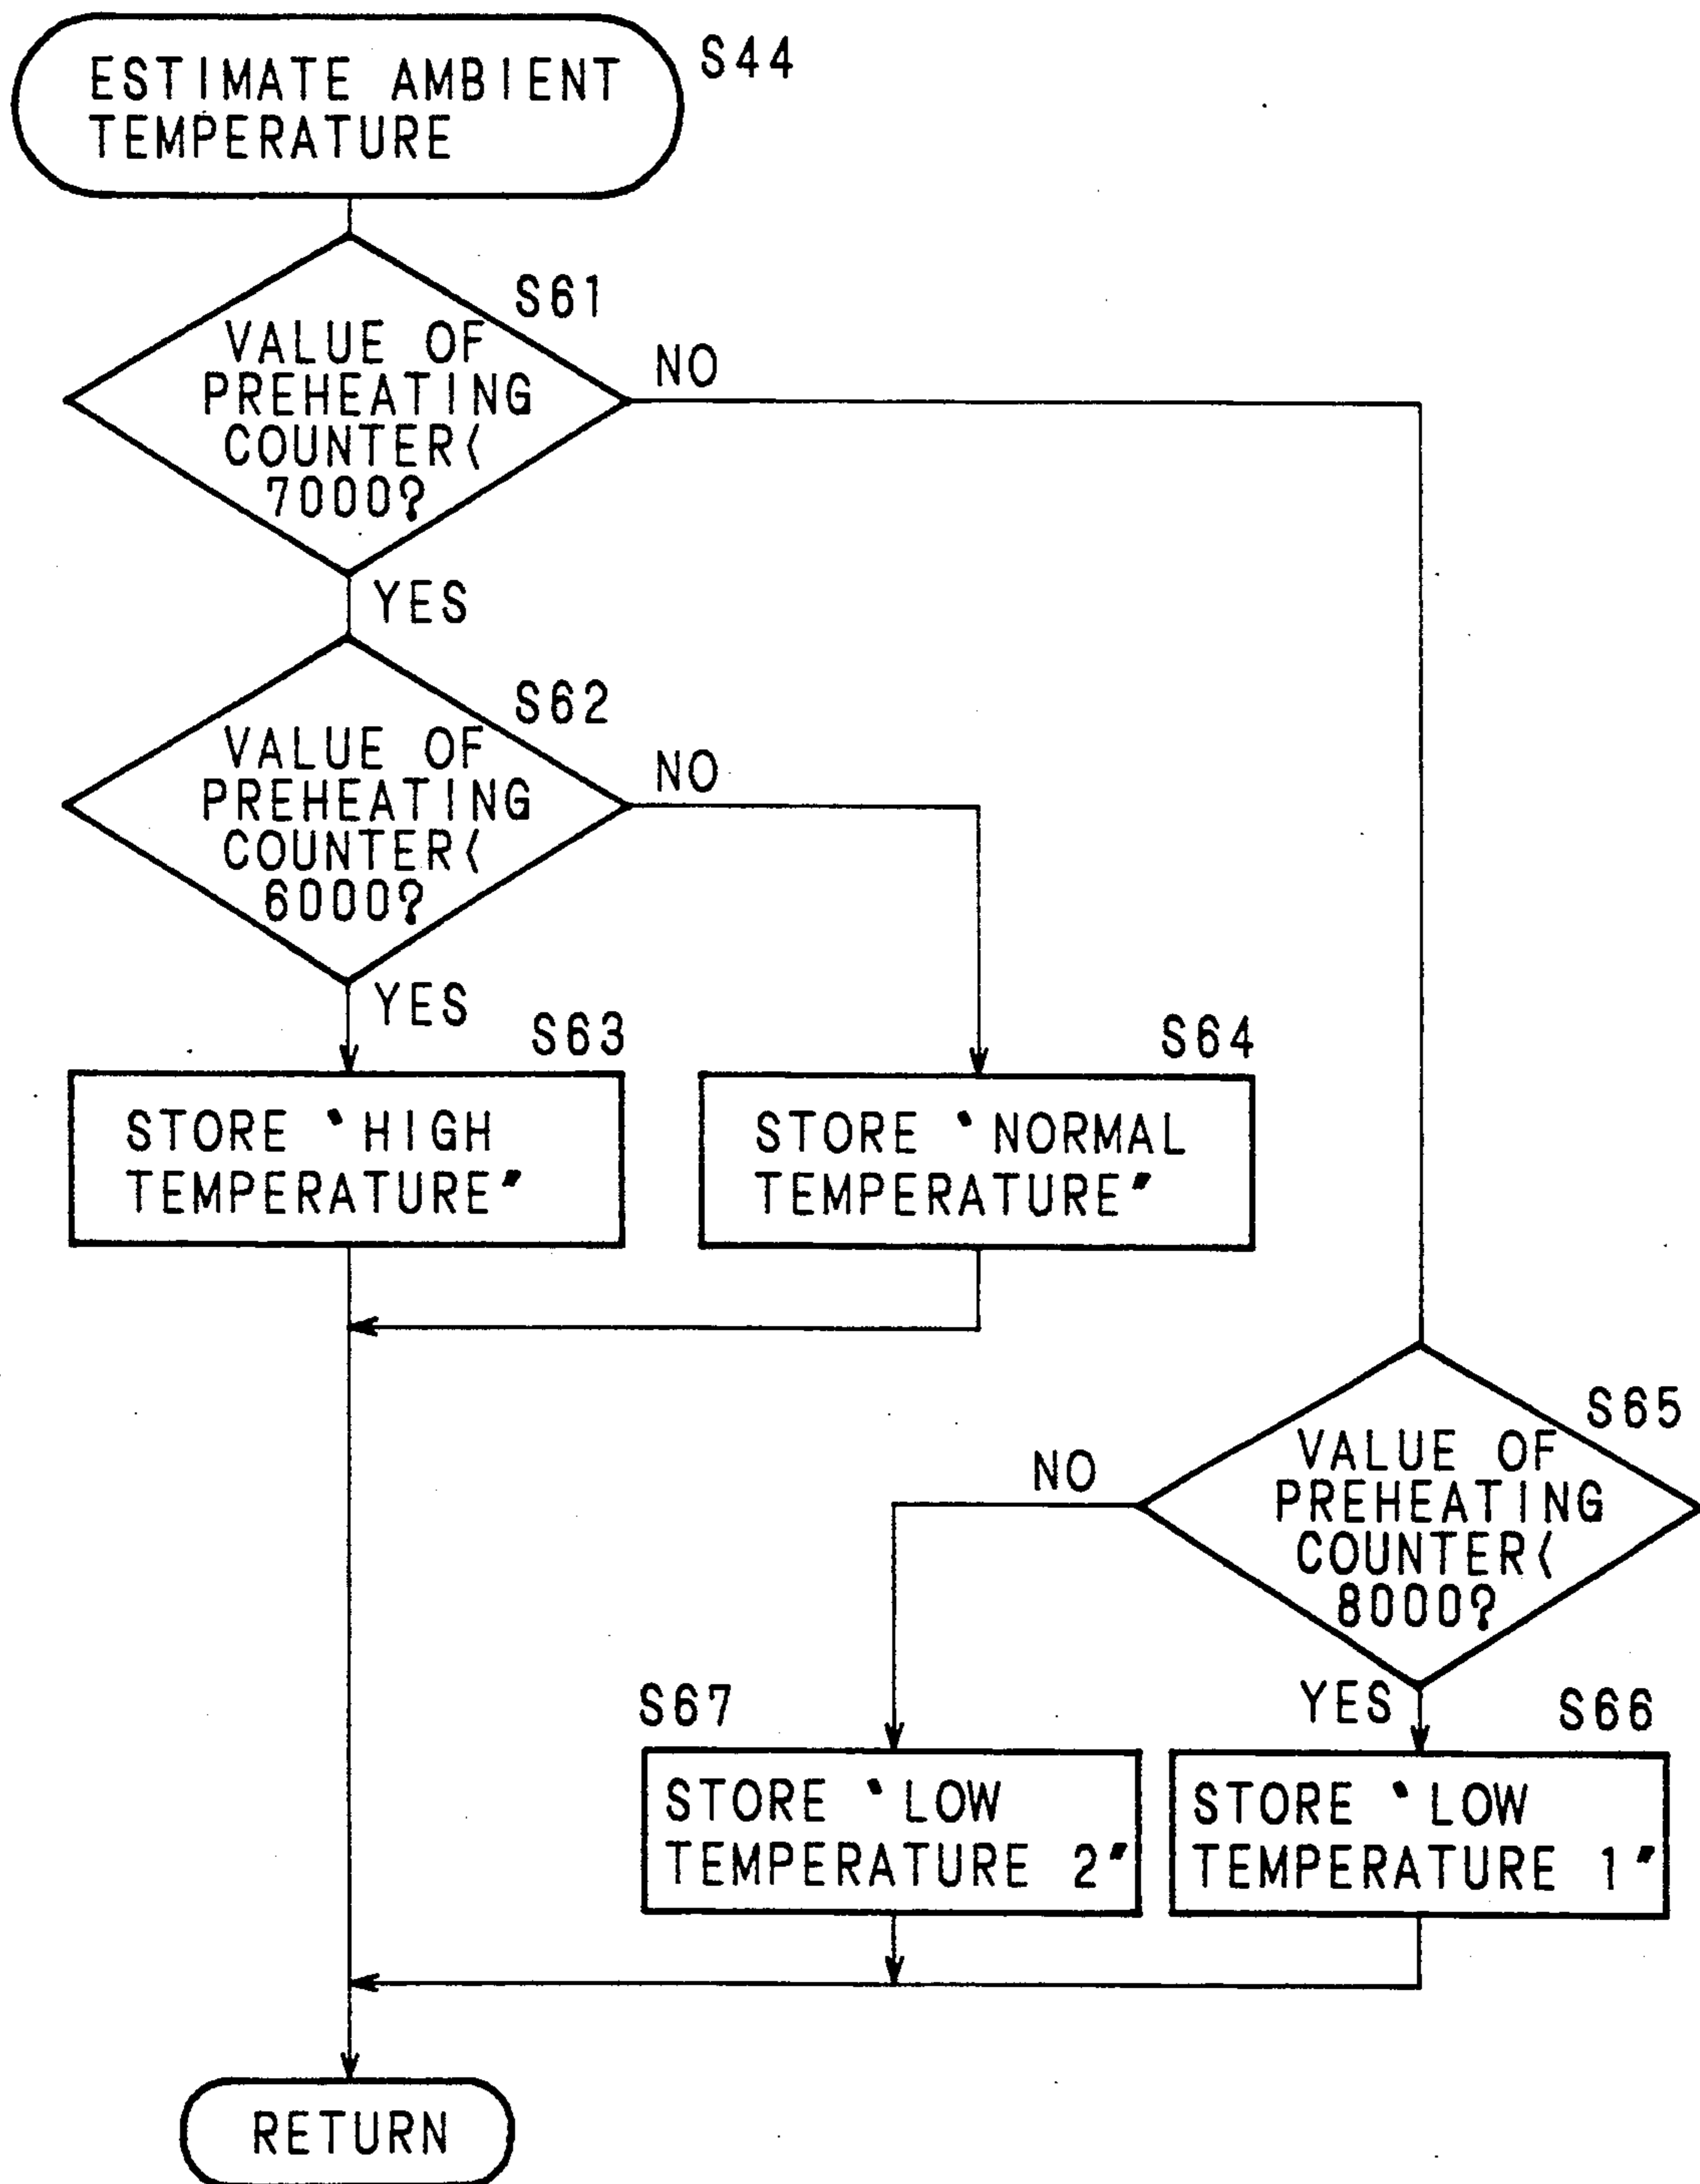 ESTIMATE AMBIENT
TEMPERATURE
S44
S61
VALUE OF
PREHEATING
COUNTER<
7000?
NO
YES
S62
VALUE OF
PREHEATING
COUNTER<
6000?
NO
YES
S63
STORE ‛HIGH
TEMPERATURE”
S64
STORE ‛NORMAL
TEMPERATURE”
S65
VALUE OF
PREHEATING
COUNTER<
8000?
NO
YES
S67
STORE ‛LOW
TEMPERATURE 2”
S66
STORE ‛LOW
TEMPERATURE 1”
RETURN